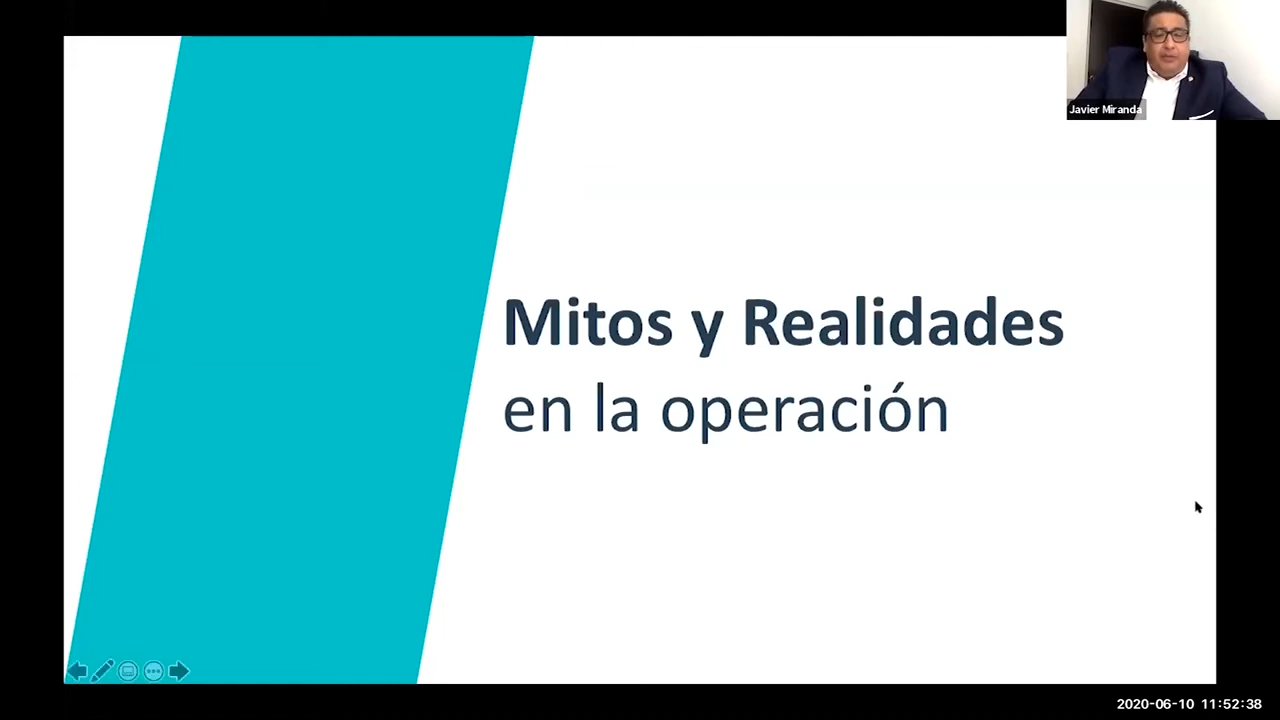 Javier Miranda
Mitos y Realidades
en la operación
2020-06-10 11:52:38